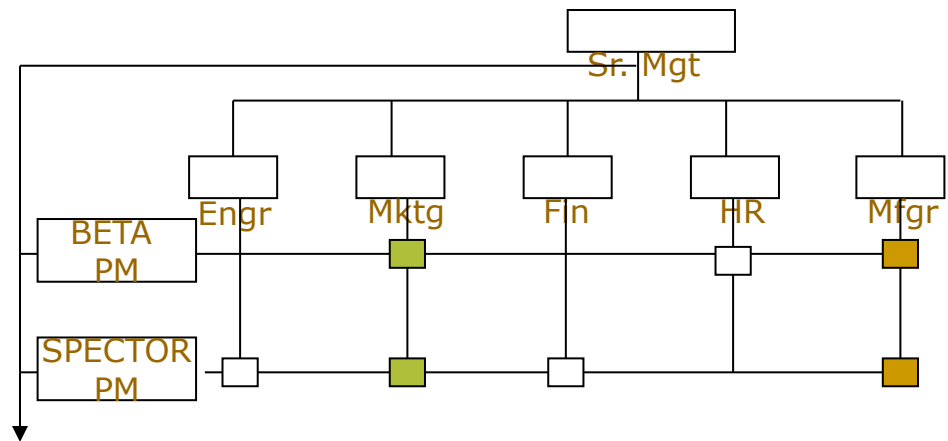 Sr. Mgt
Engr
Mktg
Fin
HR
Mfgr
BETA
PM
SPECTOR
PM